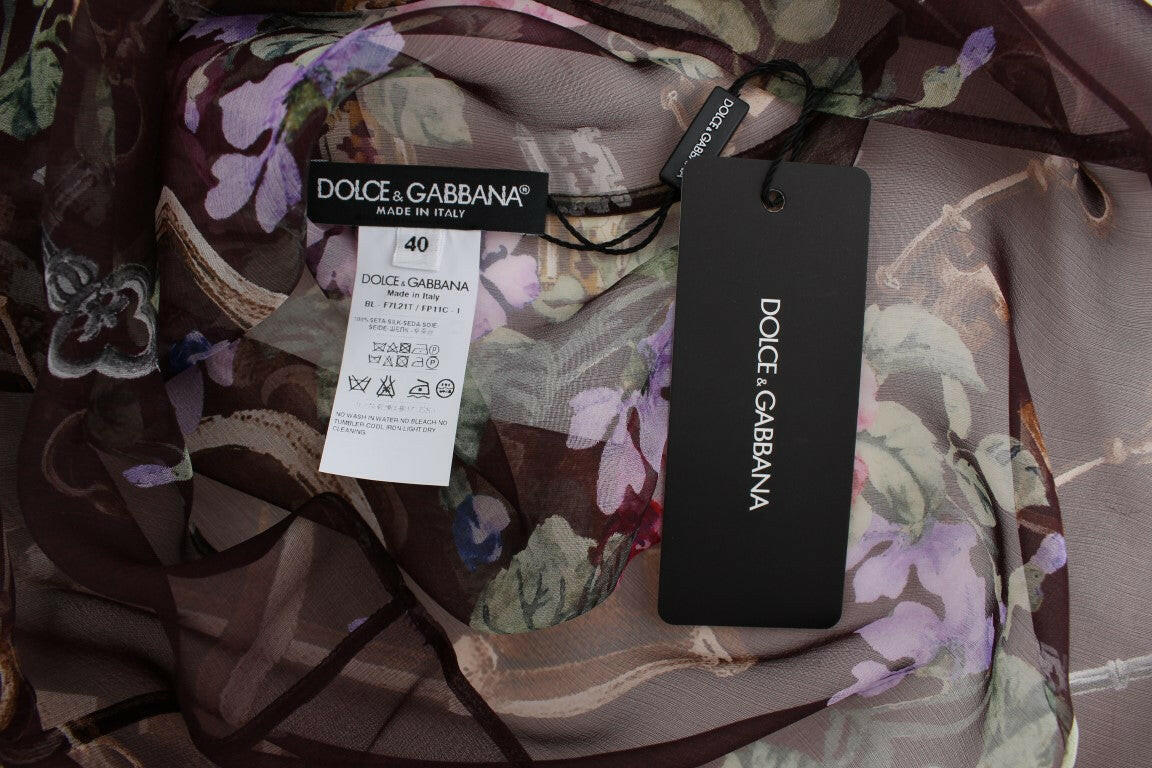 DOLCE & GABBANA®
MADE IN ITALY
40
DOLCE & GABBANA
Made in Italy
BL - F7L21T / FP11C - I
100% SETA-SILK-SEDA SOIE
SEIDE-ШЕЛК-
NO WASH IN WATER NO BLEACH NO
TUMBLER COOL IRON LIGHT DRY
CLEANING.
DOLCE & GABBANA
DOLCE & GABBANA